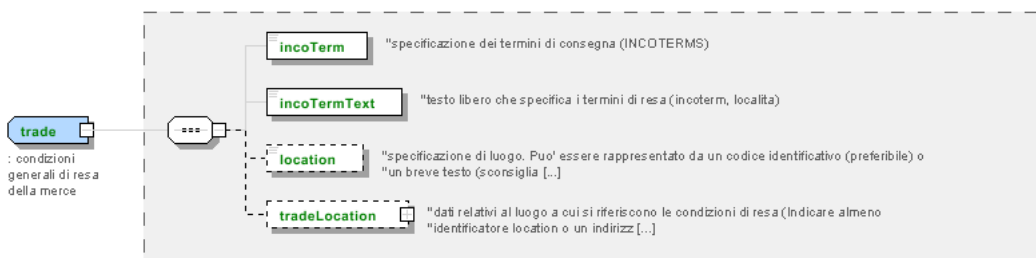 incoTerm
"specificazione dei termini di consegna (INCOTERMS)
incoTermText
"testo libero che specifica i termini di resa (incoterm, localita)
trade
: condizioni
generali di resa
della merce
location
"specificazione di luogo. Puo' essere rappresentato da un codice identificativo (preferibile) o
"un breve testo (sconsiglia [...]
tradeLocation
"dati relativi al luogo a cui si riferiscono le condizioni di resa (Indicare almeno
"identificatore location o un indirizz [...]